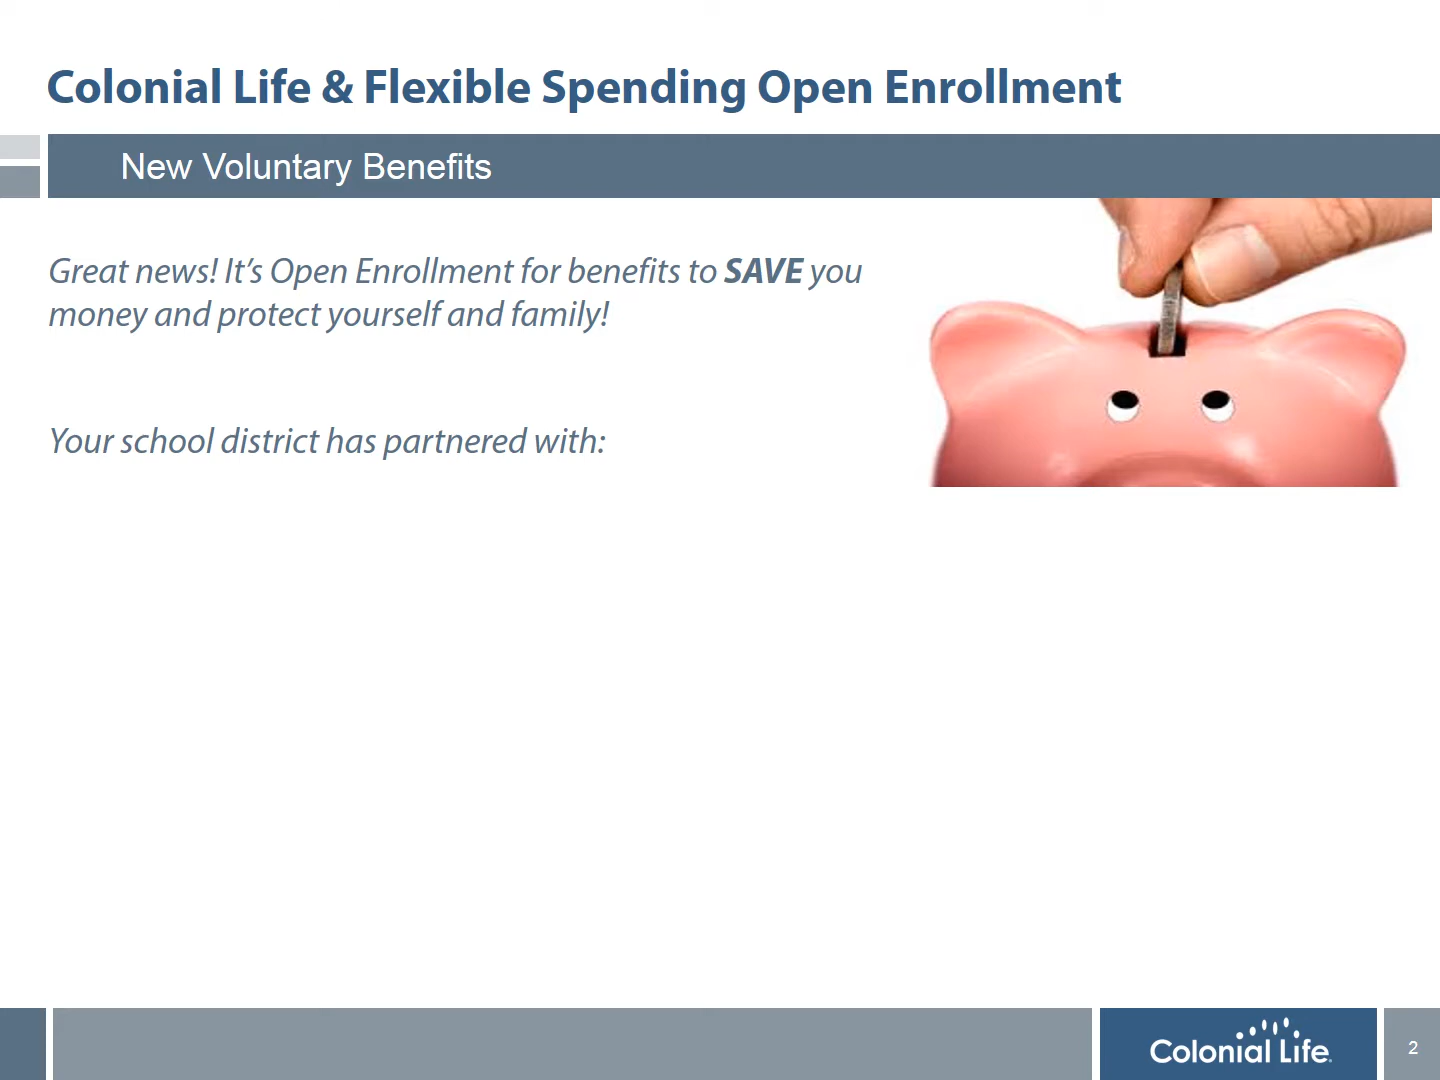 Colonial Life & Flexible Spending Open Enrollment
New Voluntary Benefits
Great news! It’s Open Enrollment for benefits to SAVE you
money and protect yourself and family!
Your school district has partnered with:
Colonial Life.
2